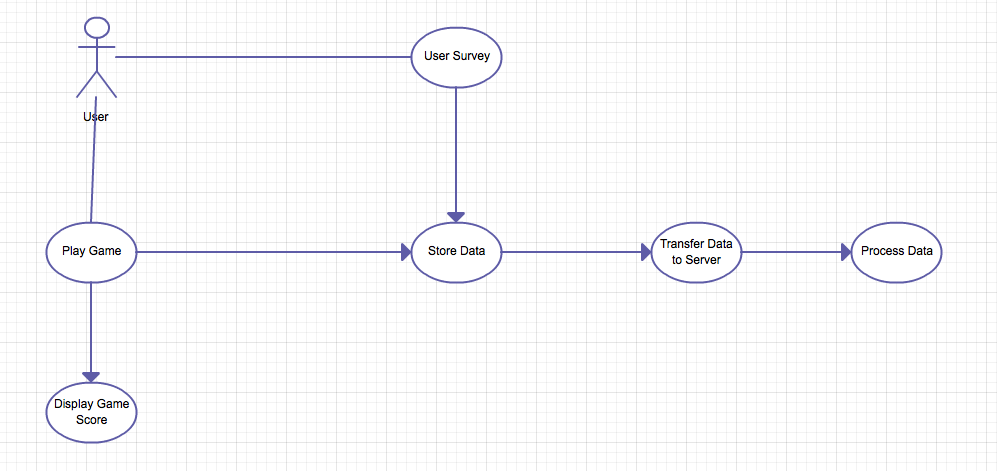 User Survey
User
Play Game
Store Data
Transfer Data
to Server
Process Data
Display Game
Score